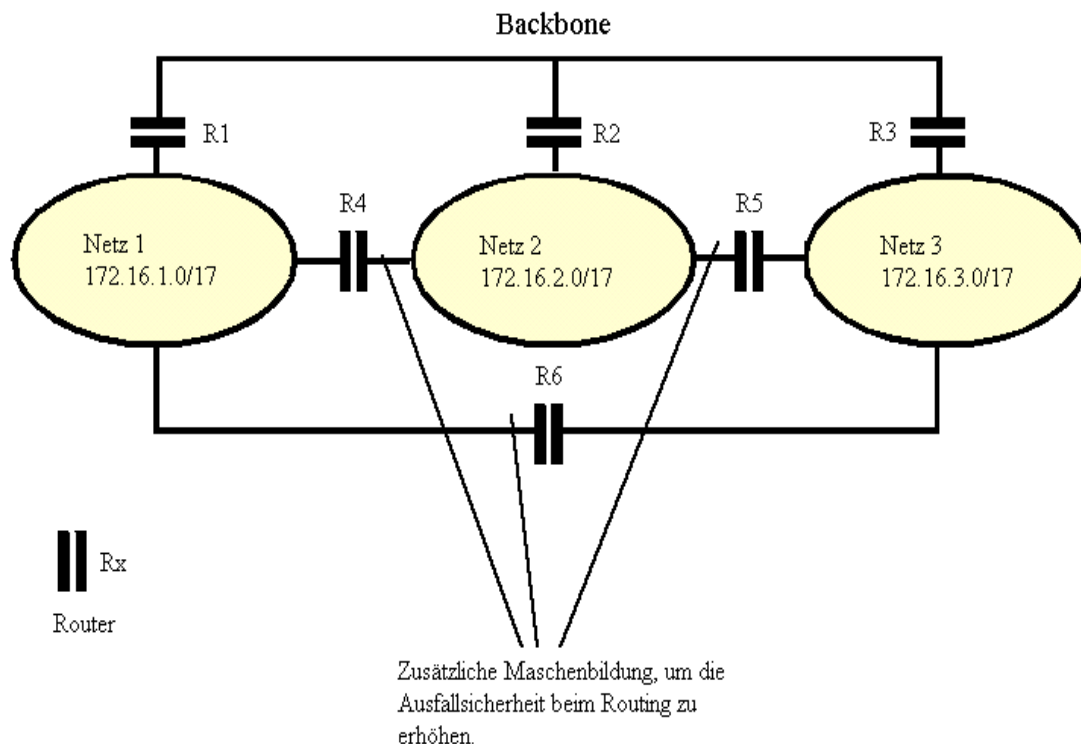 Backbone
R1
R2
R3
R4
R5
Netz 1
172.16.1.0/17
Netz 2
172.16.2.0/17
Netz 3
172.16.3.0/17
R6
Rx
Router
Zusätzliche Maschenbildung, um die
Ausfallsicherheit beim Routing zu
erhöhen.